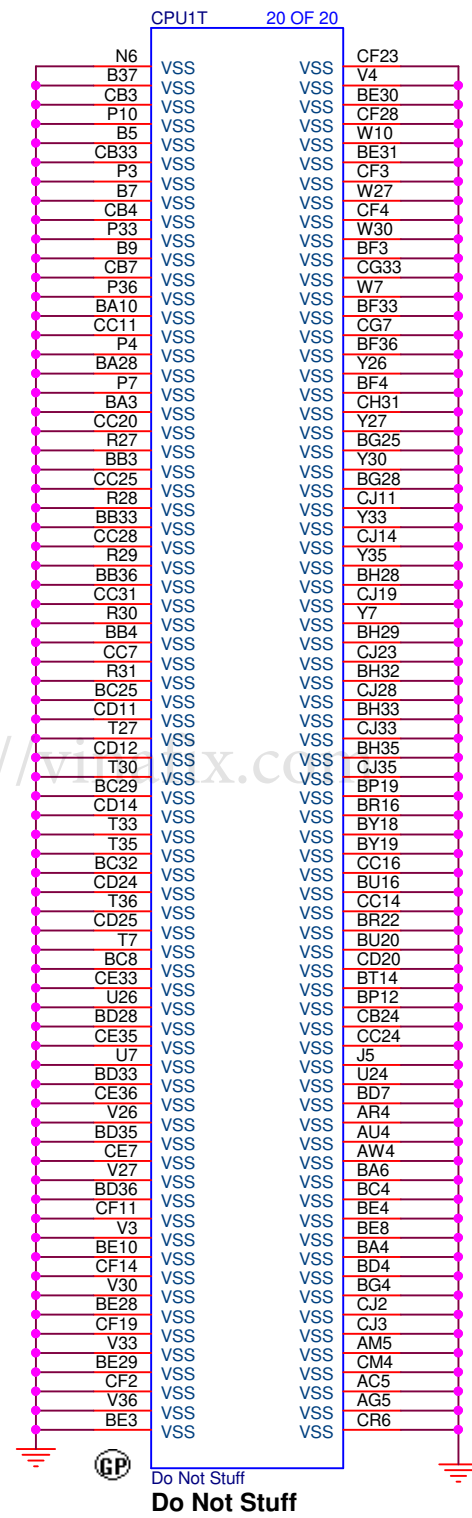 CPU1T 20 OF 20
N6 VSS VSS CF23
B37 VSS VSS V4
CB3 VSS VSS BE30
P10 VSS VSS CF28
B5 VSS VSS W10
CB33 VSS VSS BE31
P3 VSS VSS CF3
B7 VSS VSS W27
CB4 VSS VSS CF4
P33 VSS VSS W30
B9 VSS VSS BF3
CB7 VSS VSS CG33
P36 VSS VSS W7
BA10 VSS VSS BF33
CC11 VSS VSS CG7
P4 VSS VSS BF36
BA28 VSS VSS Y26
P7 VSS VSS BF4
BA3 VSS VSS CH31
CC20 VSS VSS Y27
R27 VSS VSS BG25
BB3 VSS VSS Y30
CC25 VSS VSS BG28
R28 VSS VSS CJ11
BB33 VSS VSS Y33
CC28 VSS VSS CJ14
R29 VSS VSS Y35
BB36 VSS VSS BH28
CC31 VSS VSS CJ19
R30 VSS VSS Y7
BB4 VSS VSS BH29
CC7 VSS VSS CJ23
R31 VSS VSS BH32
BC25 VSS VSS CJ28
CD11 VSS VSS BH33
T27 VSS VSS CJ33
CD12 VSS VSS BH35
T30 VSS VSS CJ35
BC29 VSS VSS BP19
CD14 VSS VSS BR16
T33 VSS VSS BY18
T35 VSS VSS BY19
BC32 VSS VSS CC16
CD24 VSS VSS BU16
T36 VSS VSS CC14
CD25 VSS VSS BR22
T7 VSS VSS BU20
BC8 VSS VSS CD20
CE33 VSS VSS BT14
U26 VSS VSS BP12
BD28 VSS VSS CB24
CE35 VSS VSS CC24
U7 VSS VSS J5
BD33 VSS VSS U24
CE36 VSS VSS BD7
V26 VSS VSS AR4
BD35 VSS VSS AU4
CE7 VSS VSS AW4
V27 VSS VSS BA6
BD36 VSS VSS BC4
CF11 VSS VSS BE4
V3 VSS VSS BE8
BE10 VSS VSS BA4
CF14 VSS VSS BD4
V30 VSS VSS BG4
BE28 VSS VSS CJ2
CF19 VSS VSS CJ3
V33 VSS VSS AM5
BE29 VSS VSS CM4
CF2 VSS VSS AC5
V36 VSS VSS AG5
BE3 VSS VSS CR6
GP
Do Not Stuff
Do Not Stuff